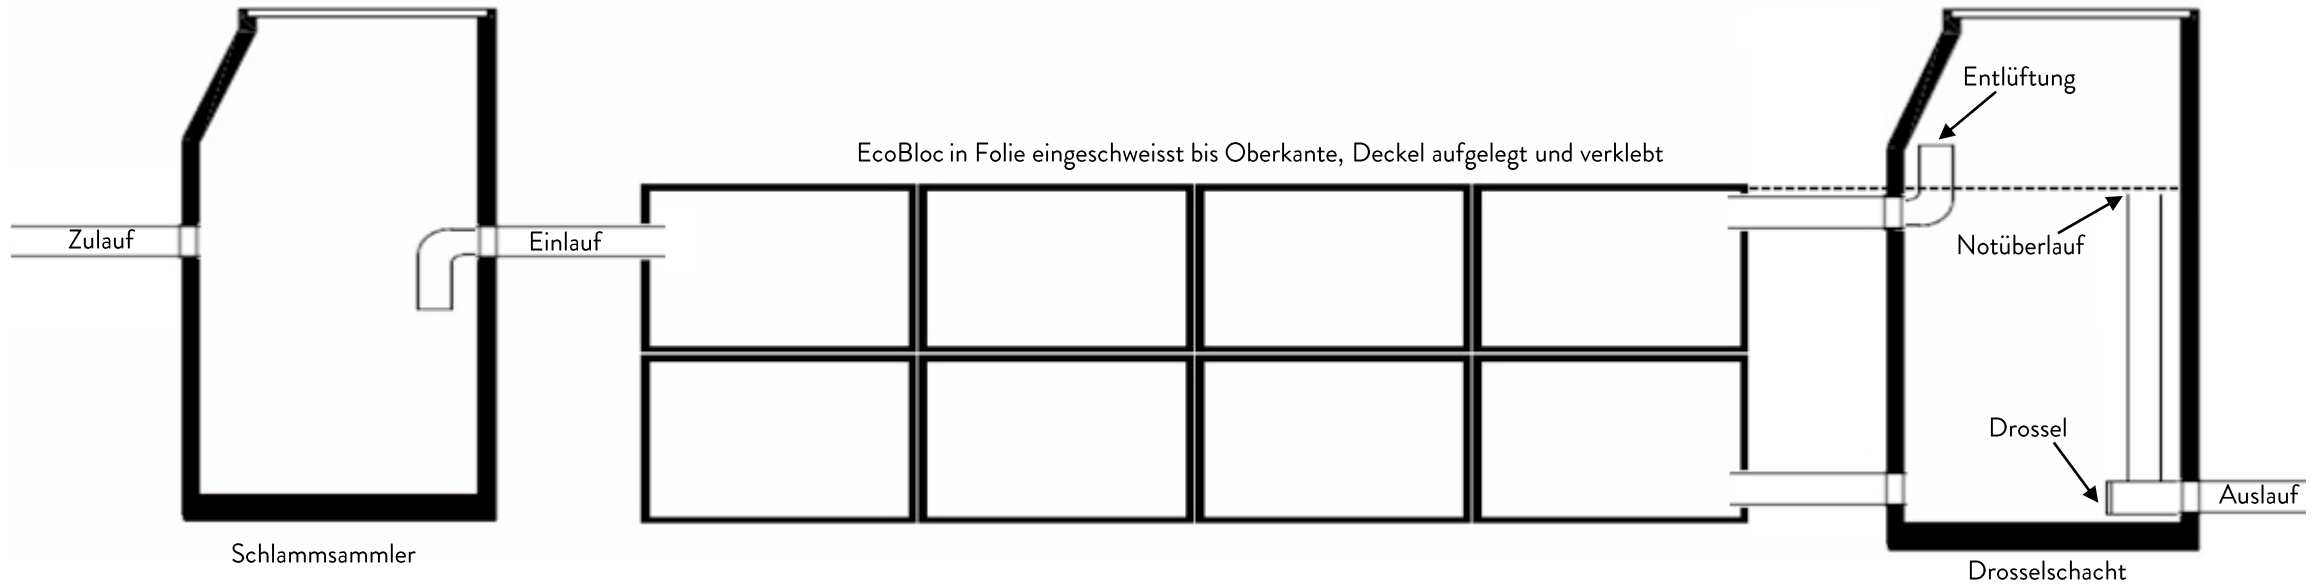 Entlüftung
EcoBloc in Folie eingeschweisst bis Oberkante, Deckel aufgelegt und verklebt
Zulauf
Einlauf
Notüberlauf
Drossel
Auslauf
Schlammsammler
Drosselschacht